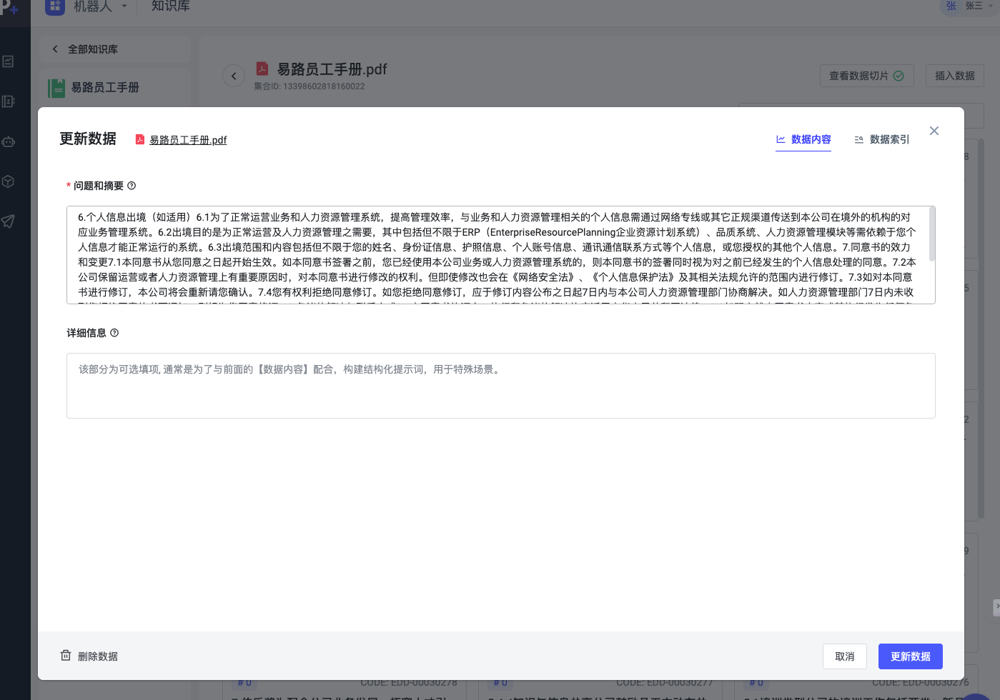 机器人
知识库
张
张三
全部知识库
易路员工手册
易路员工手册.pdf
集合ID: 13398602818160022
查看数据切片
插入数据
更新数据
易路员工手册.pdf
数据内容
数据索引
* 问题和摘要
6.个人信息出境（如适用）6.1为了正常运营业务和人力资源管理系统，提高管理效率，与业务和人力资源管理相关的个人信息需通过网络专线或其它正规渠道传送到本公司在境外的机构的对
应业务管理系统。6.2出境目的是为正常运营及人力资源管理之需要，其中包括但不限于ERP（EnterpriseResourcePlanning企业资源计划系统）、品质系统、人力资源管理模块等需依赖于您个
人信息才能正常运行的系统。6.3出境范围和内容包括但不限于您的姓名、身份证信息、护照信息、个人账号信息、通讯通信联系方式等个人信息，或您授权的其他个人信息。7.同意书的效力
和变更7.1本同意书从您同意之日起开始生效。如本同意书签署之前，您已经使用本公司业务或人力资源管理系统的，则本同意书的签署同时视为对之前已经发生的个人信息处理的同意。7.2本
公司保留运营或者人力资源管理上有重要原因时，对本同意书进行修改的权利。但即使修改也会在《网络安全法》、《个人信息保护法》及其相关法规允许的范围内进行修订。7.3如对本同意
书进行修订，本公司将会重新请您确认。7.4您有权利拒绝同意修订。如您拒绝同意修订，应于修订内容公布之日起7日内与本公司人力资源管理部门协商解决。如人力资源管理部门7日内未收
详细信息
该部分为可选填项, 通常是为了与前面的【数据内容】配合，构建结构化提示词，用于特殊场景。
删除数据
取消
更新数据
# 0
CODE: EDD-00030278
# 0
CODE: EDD-00030277
# 0
CODE: EDD-00030276